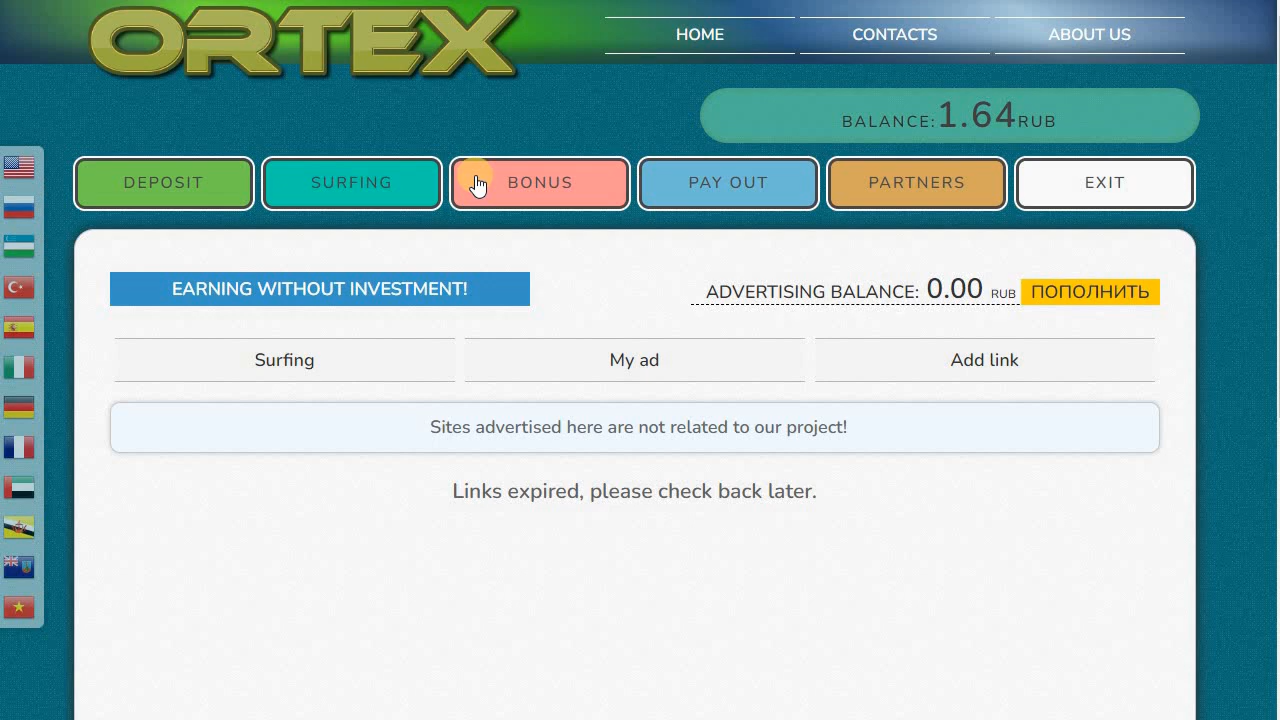 ORTEX
HOME CONTACTS ABOUT US
BALANCE: 1.64 RUB
DEPOSIT SURFING BONUS PAY OUT PARTNERS EXIT
EARNING WITHOUT INVESTMENT! ADVERTISING BALANCE: 0.00 RUB ПОПОЛНИТЬ
Surfing My ad Add link
Sites advertised here are not related to our project!
Links expired, please check back later.